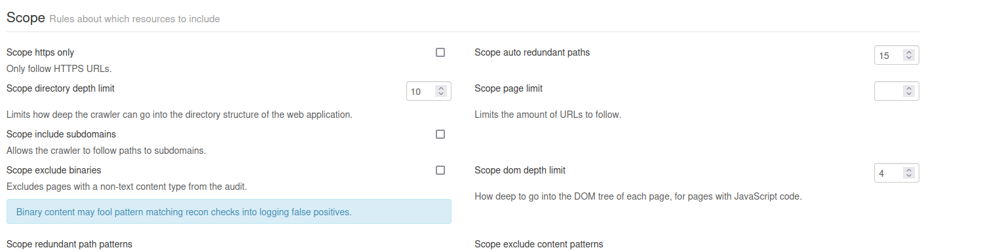 Scope Rules about which resources to include
Scope https only
Only follow HTTPS URLs.
Scope auto redundant paths
15
Scope directory depth limit
10
Limits how deep the crawler can go into the directory structure of the web application.
Scope page limit
Limits the amount of URLs to follow.
Scope include subdomains
Allows the crawler to follow paths to subdomains.
Scope exclude binaries
Excludes pages with a non-text content type from the audit.
Binary content may fool pattern matching recon checks into logging false positives.
Scope dom depth limit
4
How deep to go into the DOM tree of each page, for pages with JavaScript code.
Scope redundant path patterns
Scope exclude content patterns